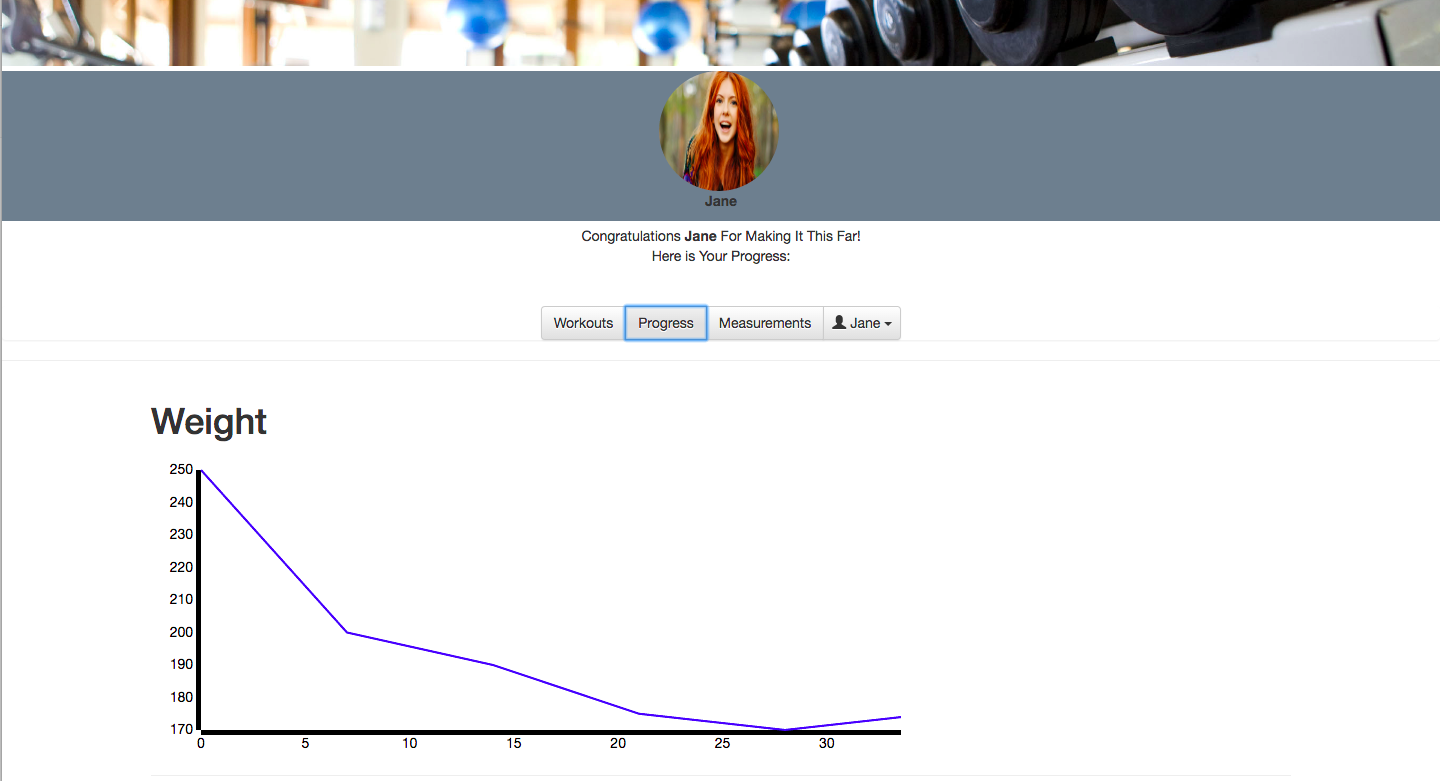 Jane
Congratulations Jane For Making It This Far!
Here is Your Progress:
Workouts Progress Measurements Jane
Weight
250
240
230
220
210
200
190
180
170
0 5 10 15 20 25 30